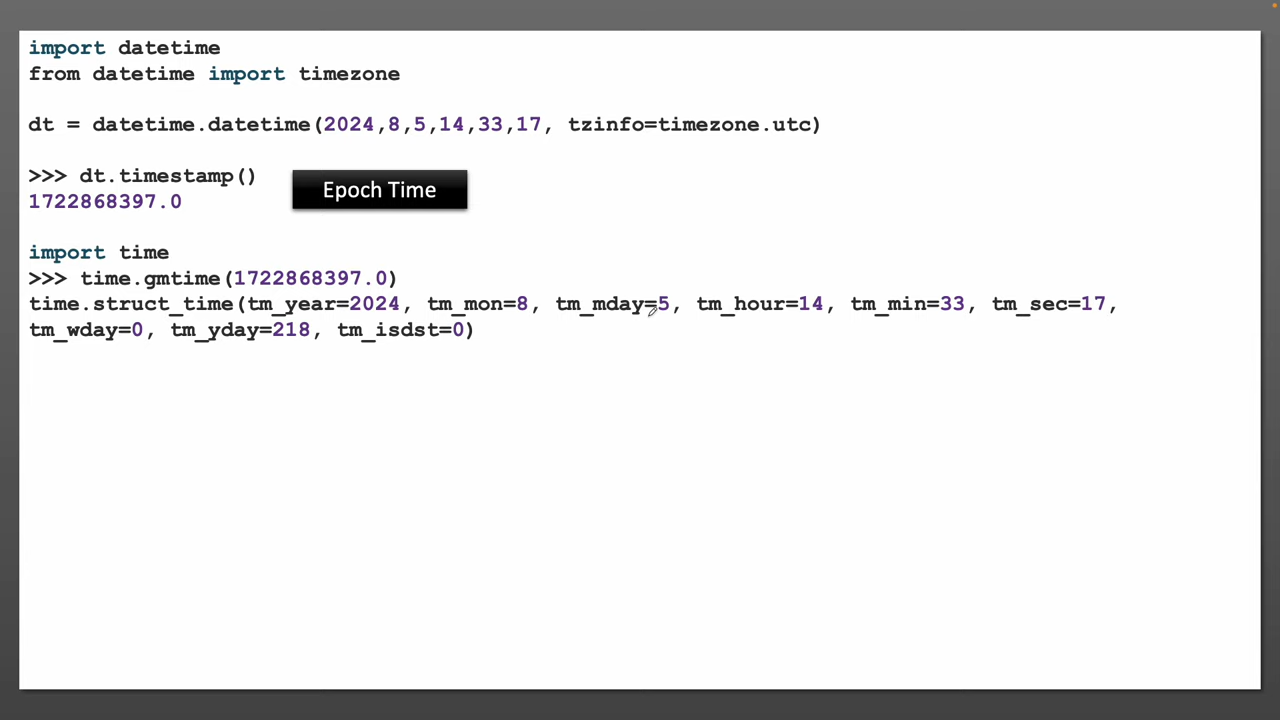 import datetime
from datetime import timezone
dt = datetime.datetime(2024,8,5,14,33,17, tzinfo=timezone.utc)
>>> dt.timestamp()
Epoch Time
1722868397.0
import time
>>> time.gmtime(1722868397.0)
time.struct_time(tm_year=2024, tm_mon=8, tm_mday=5, tm_hour=14, tm_min=33, tm_sec=17,
tm_wday=0, tm_yday=218, tm_isdst=0)